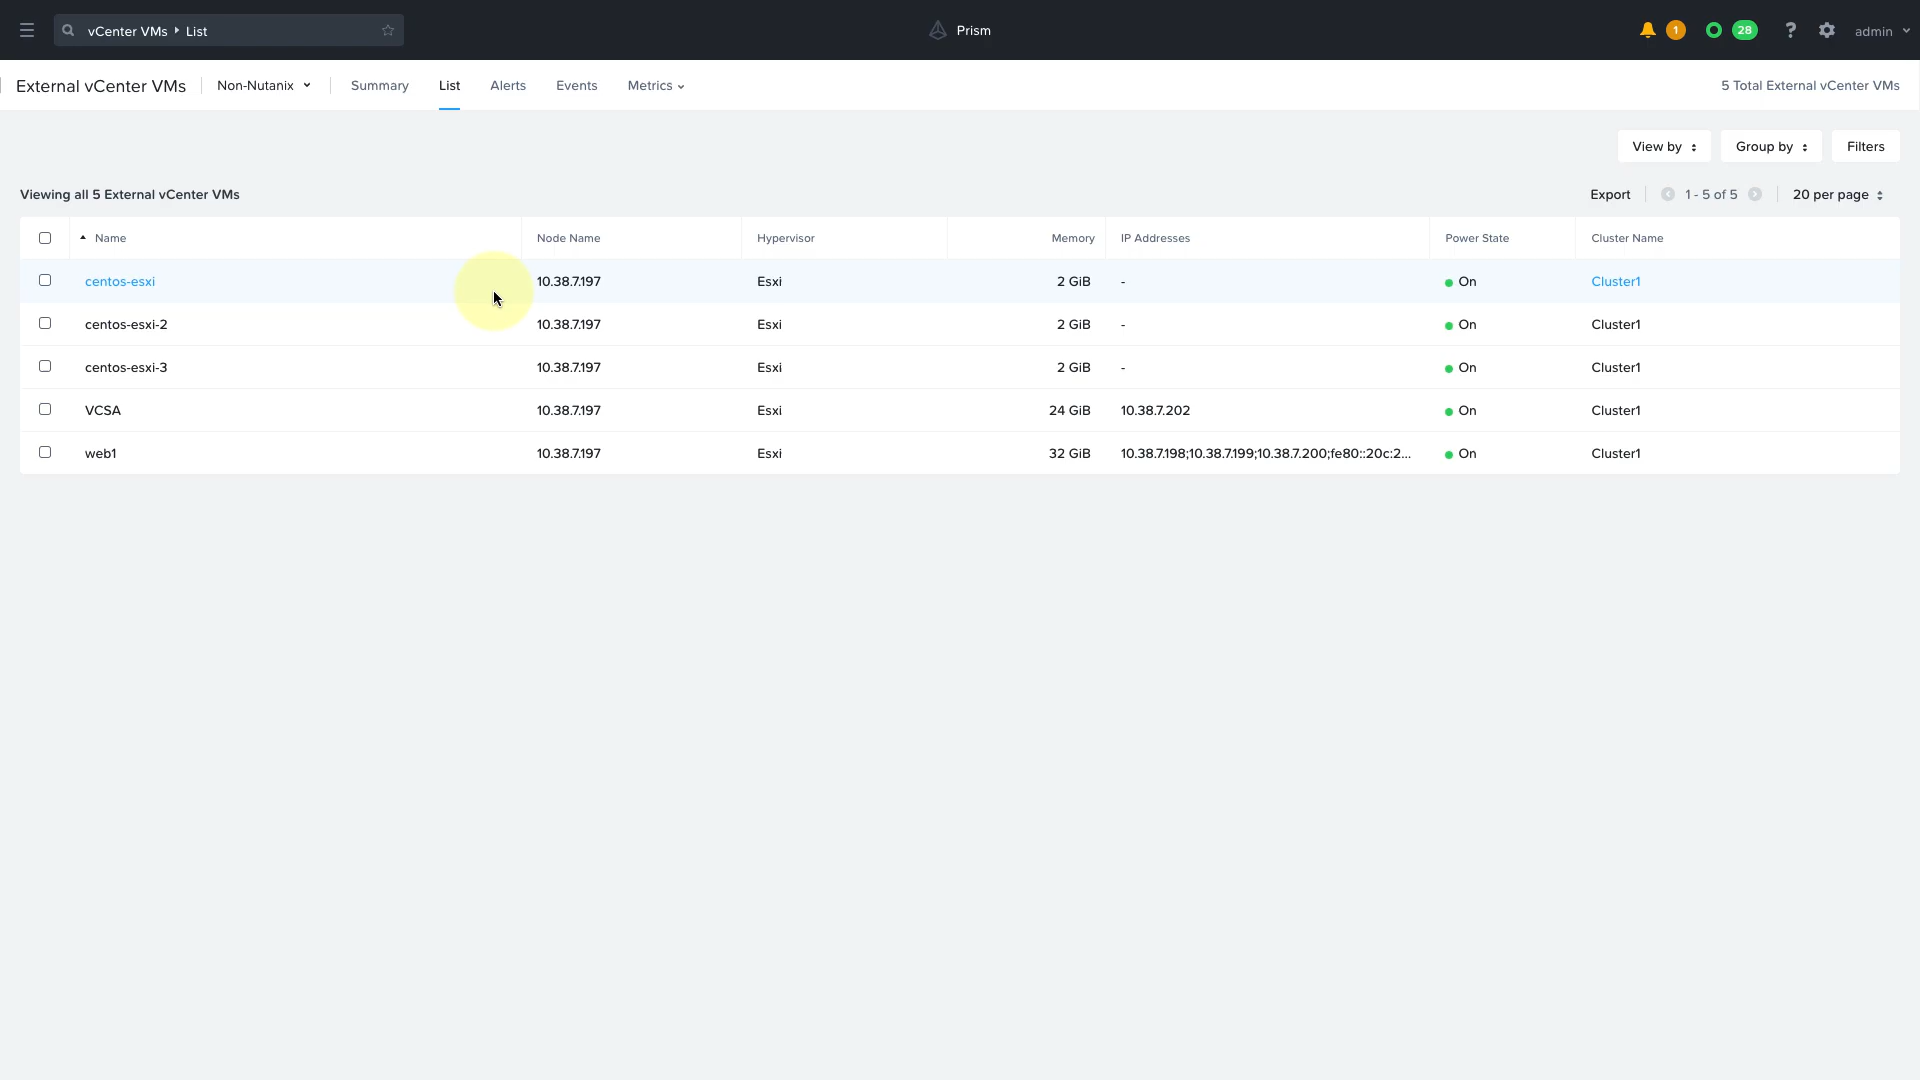 vCenter VMs List
Prism
1
28
?
admin
External vCenter VMs
Non-Nutanix
Summary
List
Alerts
Events
Metrics
5 Total External vCenter VMs
View by
Group by
Filters
Viewing all 5 External vCenter VMs
Export
1 - 5 of 5
20 per page
Name Node Name Hypervisor Memory IP Addresses Power State Cluster Name
centos-esxi 10.38.7.197 Esxi 2 GiB - On Cluster1
centos-esxi-2 10.38.7.197 Esxi 2 GiB - On Cluster1
centos-esxi-3 10.38.7.197 Esxi 2 GiB - On Cluster1
VCSA 10.38.7.197 Esxi 24 GiB 10.38.7.202 On Cluster1
web1 10.38.7.197 Esxi 32 GiB 10.38.7.198;10.38.7.199;10.38.7.200;fe80::20c:2... On Cluster1